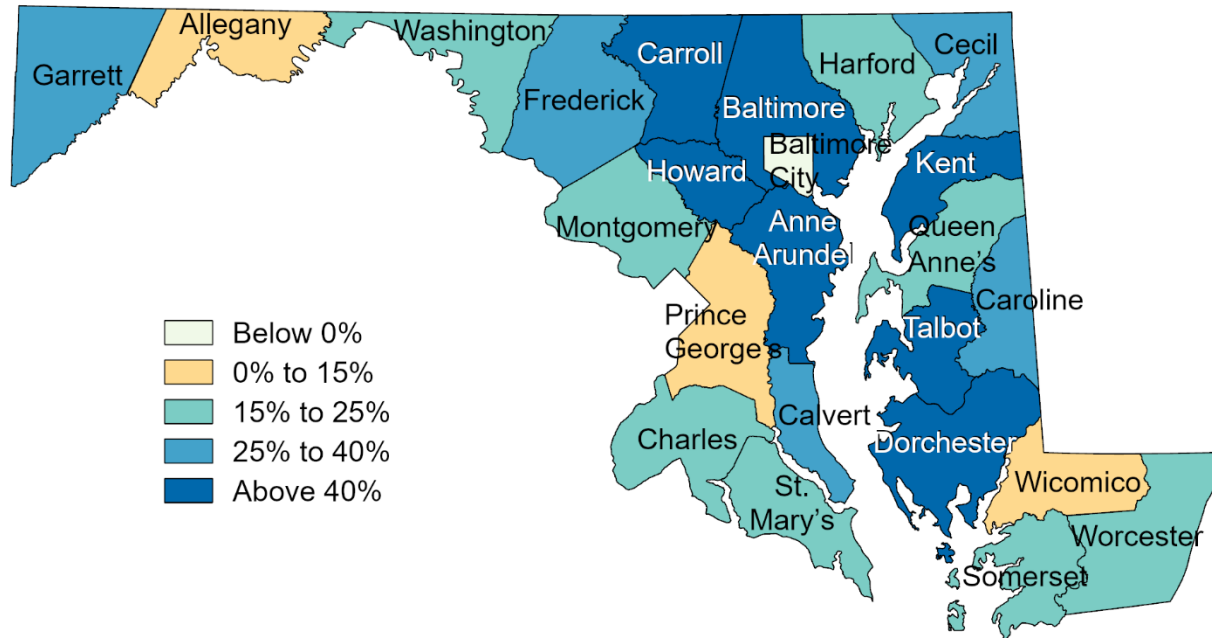 Allegany
Washington
Garrett
Carroll
Cecil
Harford
Frederick
Baltimore
Baltimore
City
Kent
Howard
Montgomery
Anne
Arundel
Queen
Anne's
Caroline
Prince
George's
Talbot
Below 0%
0% to 15%
15% to 25%
25% to 40%
Above 40%
Calvert
Charles
Dorchester
St.
Mary's
Wicomico
Worcester
Somerset